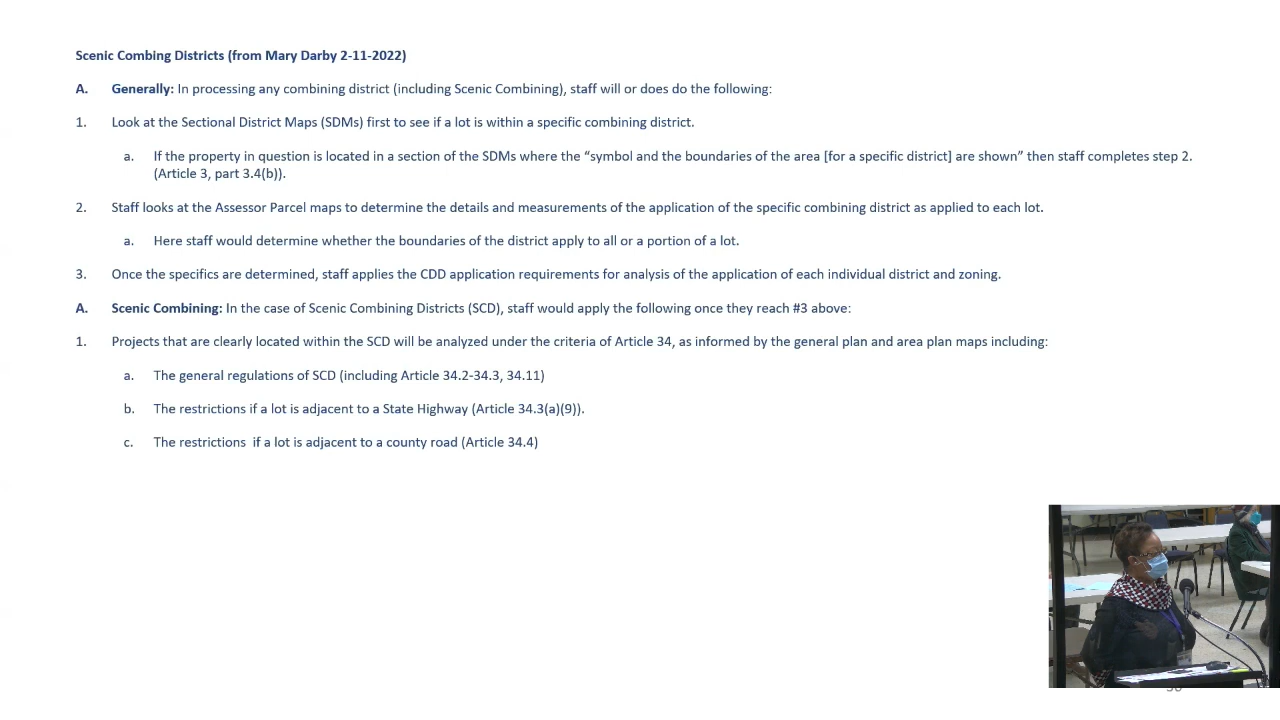 Scenic Combing Districts (from Mary Darby 2-11-2022)
A. Generally: In processing any combining district (including Scenic Combining), staff will or does do the following:
1. Look at the Sectional District Maps (SDMs) first to see if a lot is within a specific combining district.
a. If the property in question is located in a section of the SDMs where the “symbol and the boundaries of the area [for a specific district] are shown” then staff completes step 2.
(Article 3, part 3.4(b)).
2. Staff looks at the Assessor Parcel maps to determine the details and measurements of the application of the specific combining district as applied to each lot.
a. Here staff would determine whether the boundaries of the district apply to all or a portion of a lot.
3. Once the specifics are determined, staff applies the CDD application requirements for analysis of the application of each individual district and zoning.
A. Scenic Combining: In the case of Scenic Combining Districts (SCD), staff would apply the following once they reach #3 above:
1. Projects that are clearly located within the SCD will be analyzed under the criteria of Article 34, as informed by the general plan and area plan maps including:
a. The general regulations of SCD (including Article 34.2-34.3, 34.11)
b. The restrictions if a lot is adjacent to a State Highway (Article 34.3(a)(9)).
c. The restrictions if a lot is adjacent to a county road (Article 34.4)